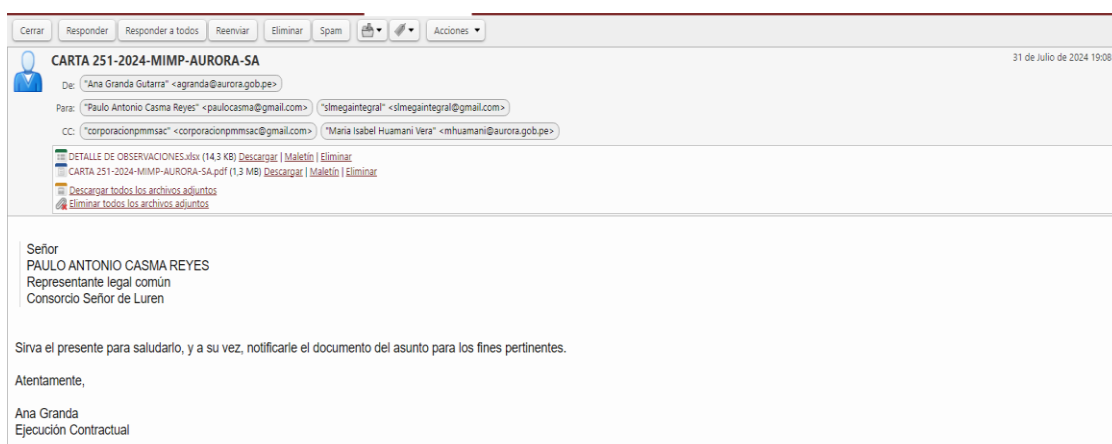 Cerrar Responder Responder a todos Reenviar Eliminar Spam Acciones
CARTA 251-2024-MIMP-AURORA-SA 31 de Julio de 2024 19:08
De: "Ana Granda Gutarra" <agranda@aurora.gob.pe>
Para: "Paulo Antonio Casma Reyes" <paulocasma@gmail.com> "slmegaintegral" <slmegaintegral@gmail.com>
CC: "corporacionpmmsac" <corporacionpmmsac@gmail.com> "Maria Isabel Huamani Vera" <mhuamani@aurora.gob.pe>
DETALLE DE OBSERVACIONES.xlsx (14,3 KB) Descargar | Maletín | Eliminar
CARTA 251-2024-MIMP-AURORA-SA.pdf (1,3 MB) Descargar | Maletín | Eliminar
Descargar todos los archivos adjuntos
Eliminar todos los archivos adjuntos
Señor
PAULO ANTONIO CASMA REYES
Representante legal común
Consorcio Señor de Luren
Sirva el presente para saludarlo, y a su vez, notificarle el documento del asunto para los fines pertinentes.
Atentamente,
Ana Granda
Ejecución Contractual